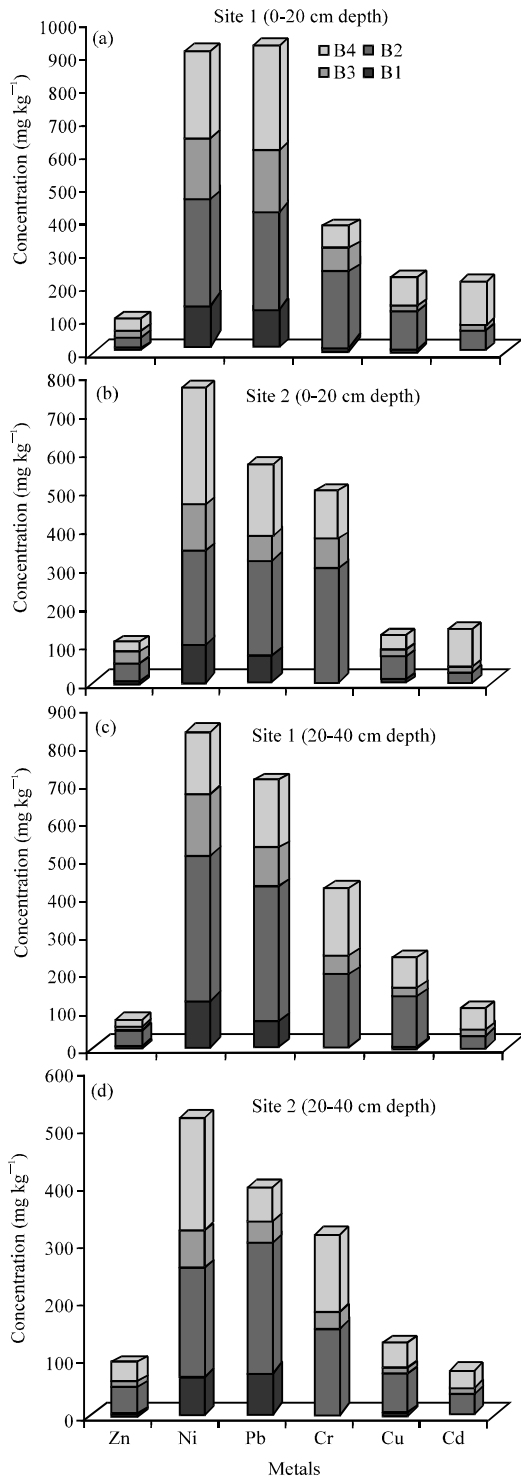 Site 1 (0-20 cm depth)
(a)
B4 B2
B3 B1
1000
900
800
700
600
500
400
300
200
100
0
Concentration (mg kg⁻¹)
Site 2 (0-20 cm depth)
(b)
800
700
600
500
400
300
200
100
0
Concentration (mg kg⁻¹)
Site 1 (20-40 cm depth)
(c)
900
800
700
600
500
400
300
200
100
0
Concentration (mg kg⁻¹)
Site 2 (20-40 cm depth)
(d)
600
500
400
300
200
100
0
Concentration (mg kg⁻¹)
Zn Ni Pb Cr Cu Cd
Metals